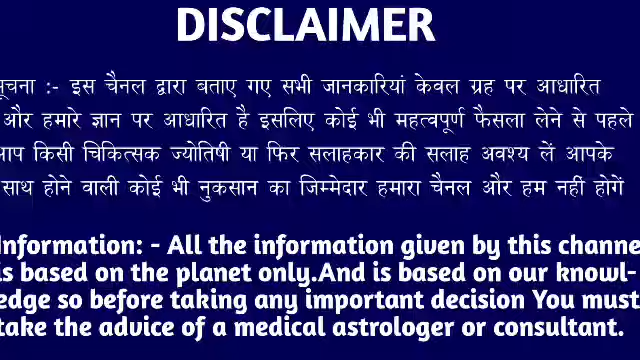 DISCLAIMER
सूचना :- इस चैनल द्वारा बताए गए सभी जानकारियां केवल ग्रह पर आधारित
और हमारे ज्ञान पर आधारित है इसलिए कोई भी महत्वपूर्ण फैसला लेने से पहले
आप किसी चिकित्सक ज्योतिषी या फिर सलाहकार की सलाह अवश्य लें आपके
साथ होने वाली कोई भी नुकसान का जिम्मेदार हमारा चैनल और हम नहीं होगें
Information: - All the information given by this channe
is based on the planet only.And is based on our knowl-
edge so before taking any important decision You must
take the advice of a medical astrologer or consultant.